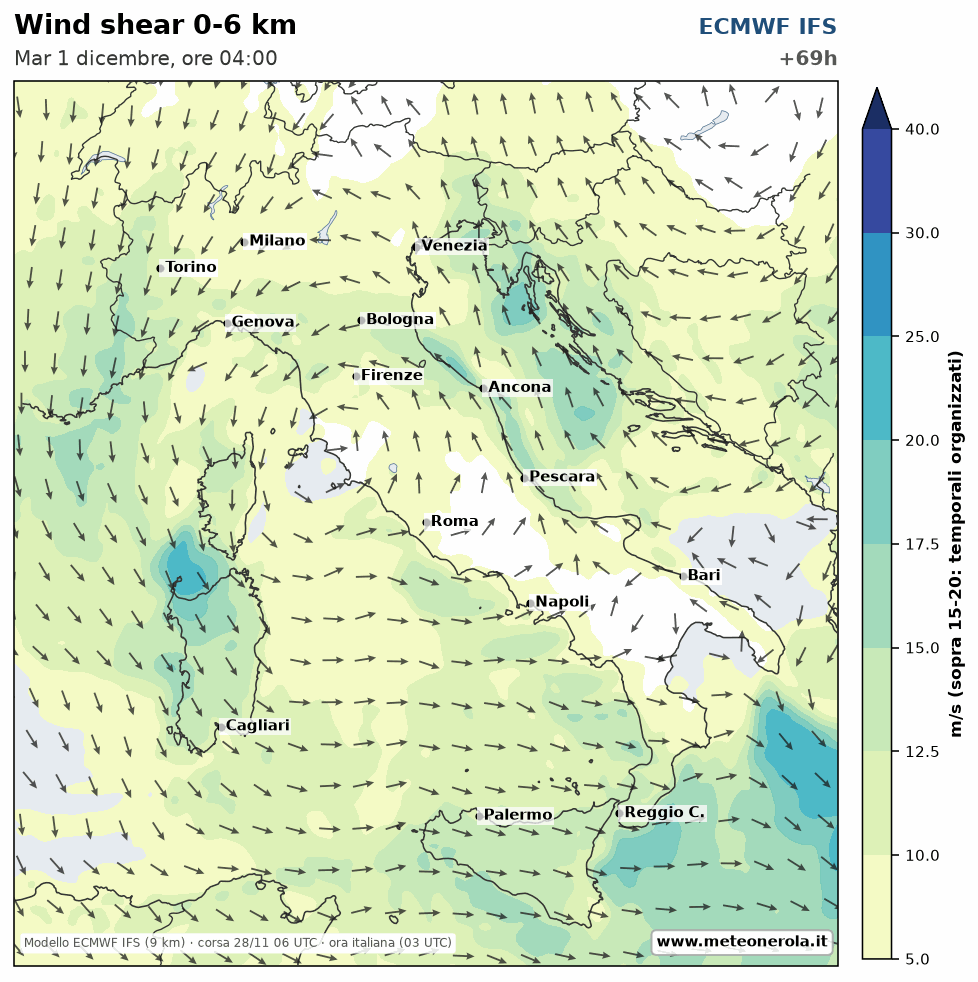 Wind shear 0-6 km
ECMWF IFS
Mar 1 dicembre, ore 04:00
+69h
Milano
Venezia
Torino
Genova
Bologna
Firenze
Ancona
Pescara
Roma
Bari
Napoli
Cagliari
Palermo
Reggio C.
40.0
30.0
25.0
20.0
17.5
15.0
12.5
10.0
5.0
m/s (sopra 15-20: temporali organizzati)
Modello ECMWF IFS (9 km) · corsa 28/11 06 UTC · ora italiana (03 UTC)
www.meteonerola.it